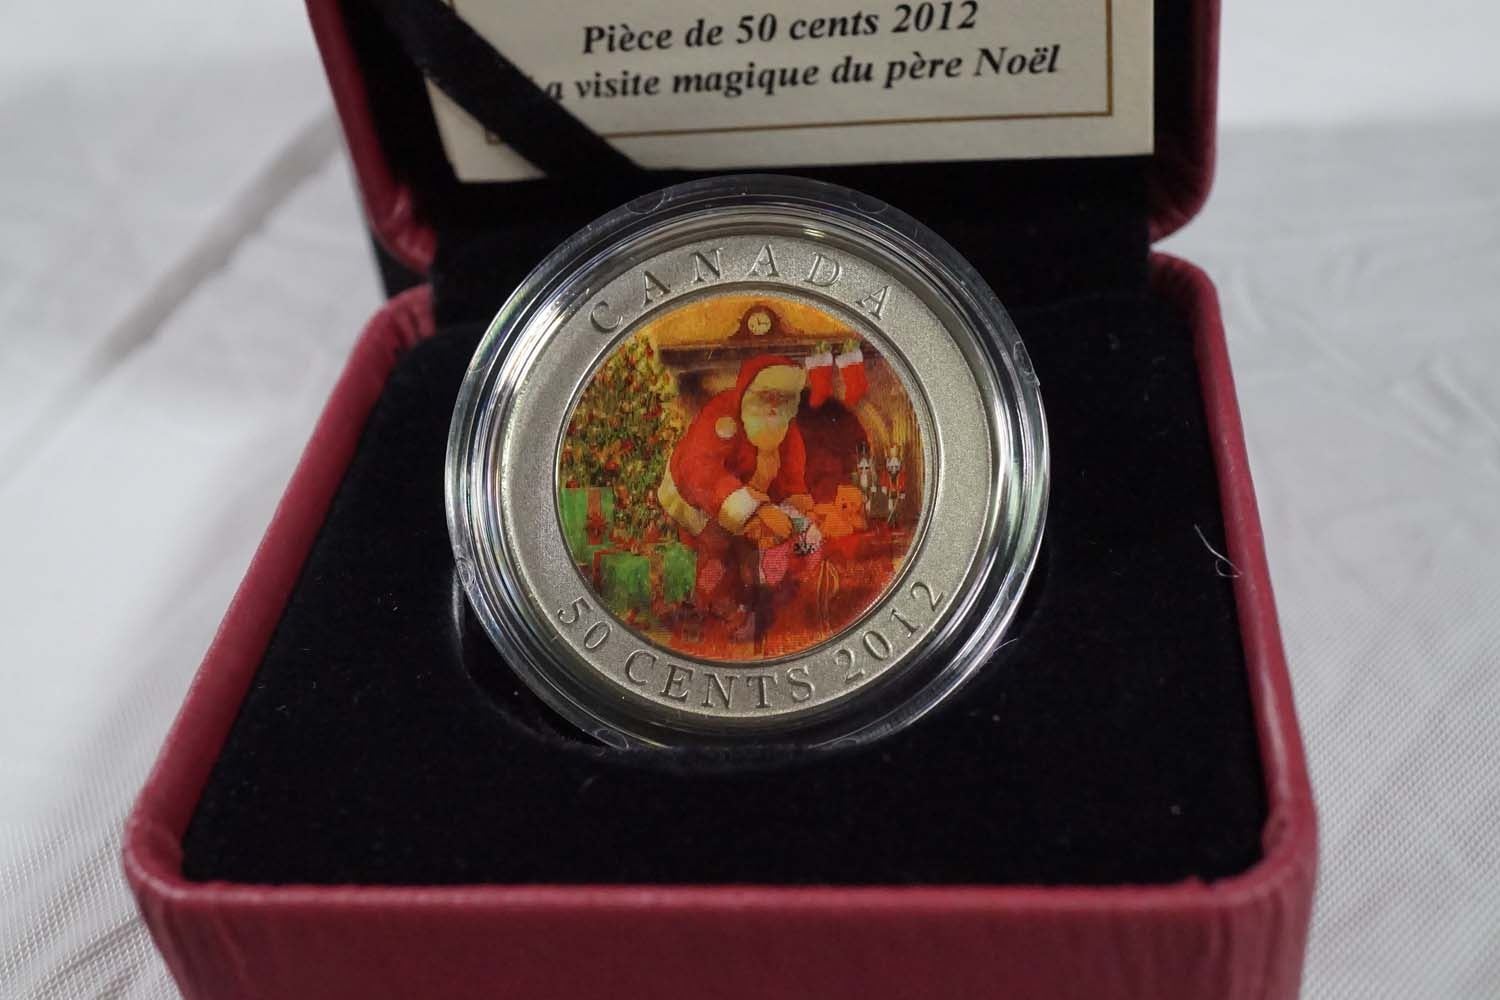 Pièce de 50 cents 2012
visite magique du père Noël
CANADA
50 CENTS 2012